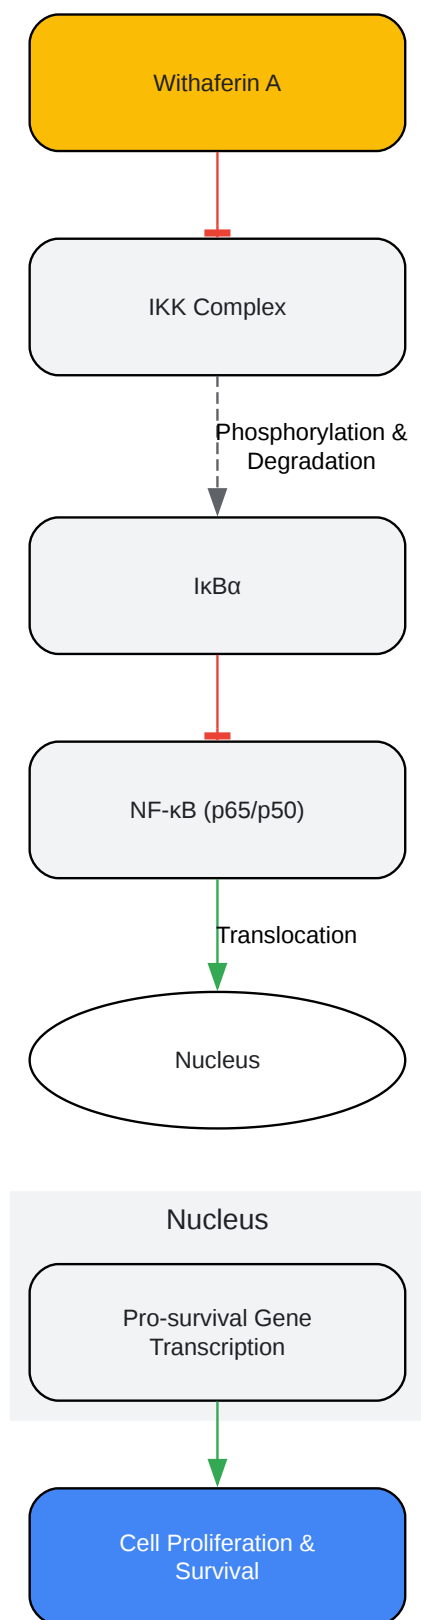 Withaferin A
IKK Complex
Phosphorylation &
Degradation
IκBα
NF-κB (p65/p50)
Translocation
Nucleus
Nucleus
Pro-survival Gene
Transcription
Cell Proliferation &
Survival